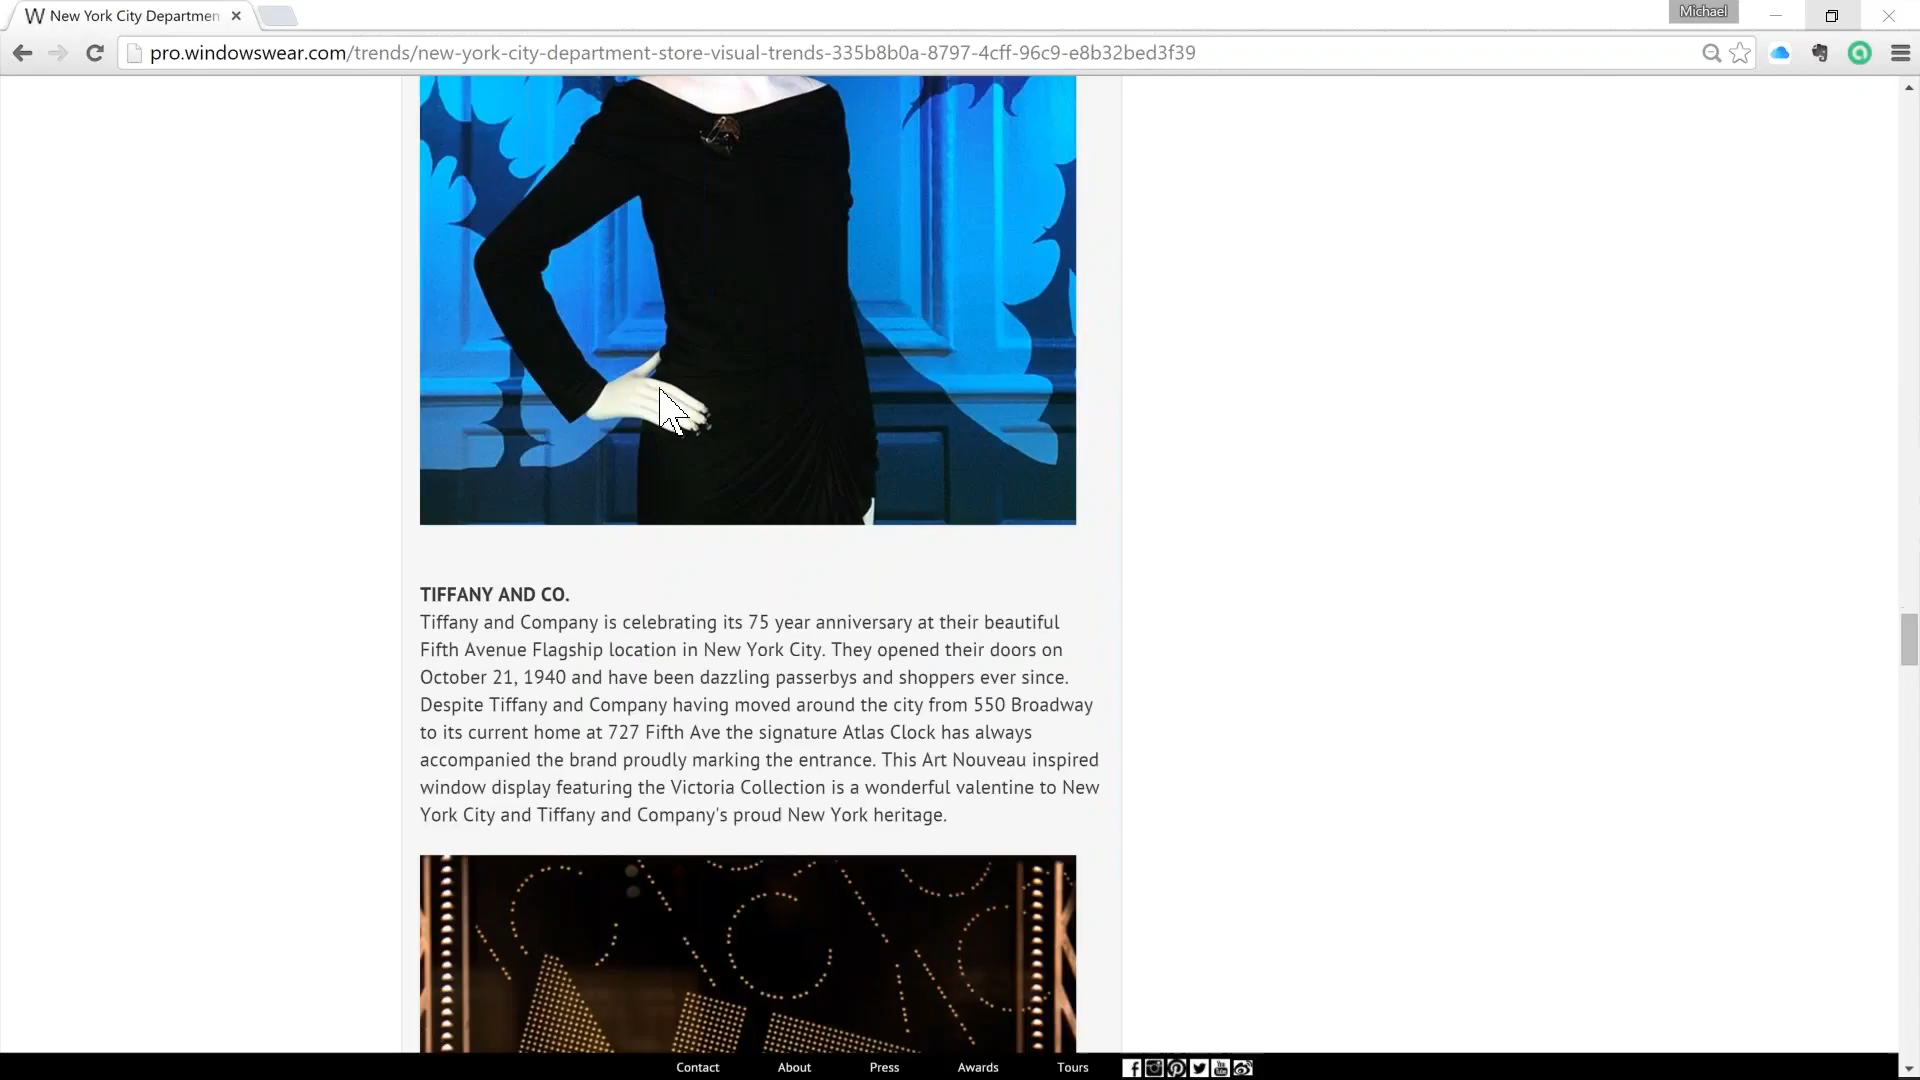 New York City Departmen
Michael
pro.windowswear.com/trends/new-york-city-department-store-visual-trends-335b8b0a-8797-4cff-96c9-e8b32bed3f39
TIFFANY AND CO.
Tiffany and Company is celebrating its 75 year anniversary at their beautiful
Fifth Avenue Flagship location in New York City. They opened their doors on
October 21, 1940 and have been dazzling passerbys and shoppers ever since.
Despite Tiffany and Company having moved around the city from 550 Broadway
to its current home at 727 Fifth Ave the signature Atlas Clock has always
accompanied the brand proudly marking the entrance. This Art Nouveau inspired
window display featuring the Victoria Collection is a wonderful valentine to New
York City and Tiffany and Company's proud New York heritage.
Contact About Press Awards Tours